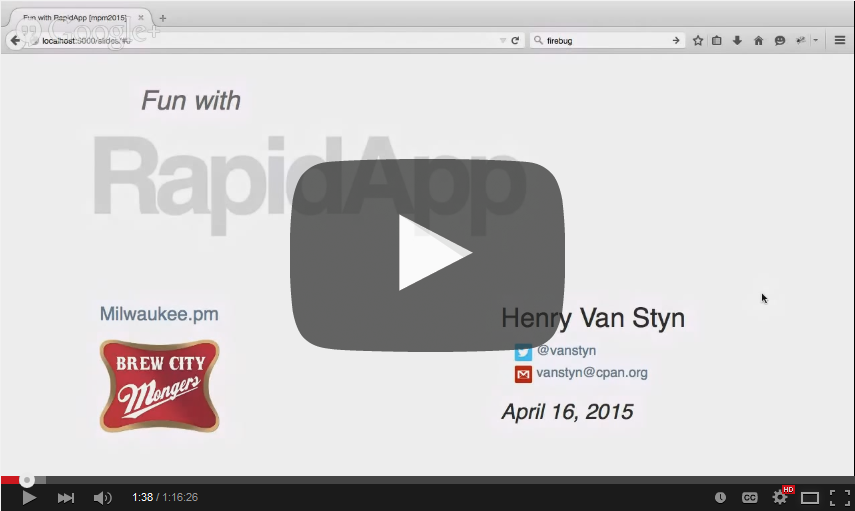 Fun with RapidApp [mpm2015]
Google+
localhost:5000/slides/#0
firebug
Fun with
RapidApp
Milwaukee.pm
BREW CITY
Mongers
Henry Van Styn
@vanstyn
vanstyn@cpan.org
April 16, 2015
1:38 / 1:16:26
CC
HD